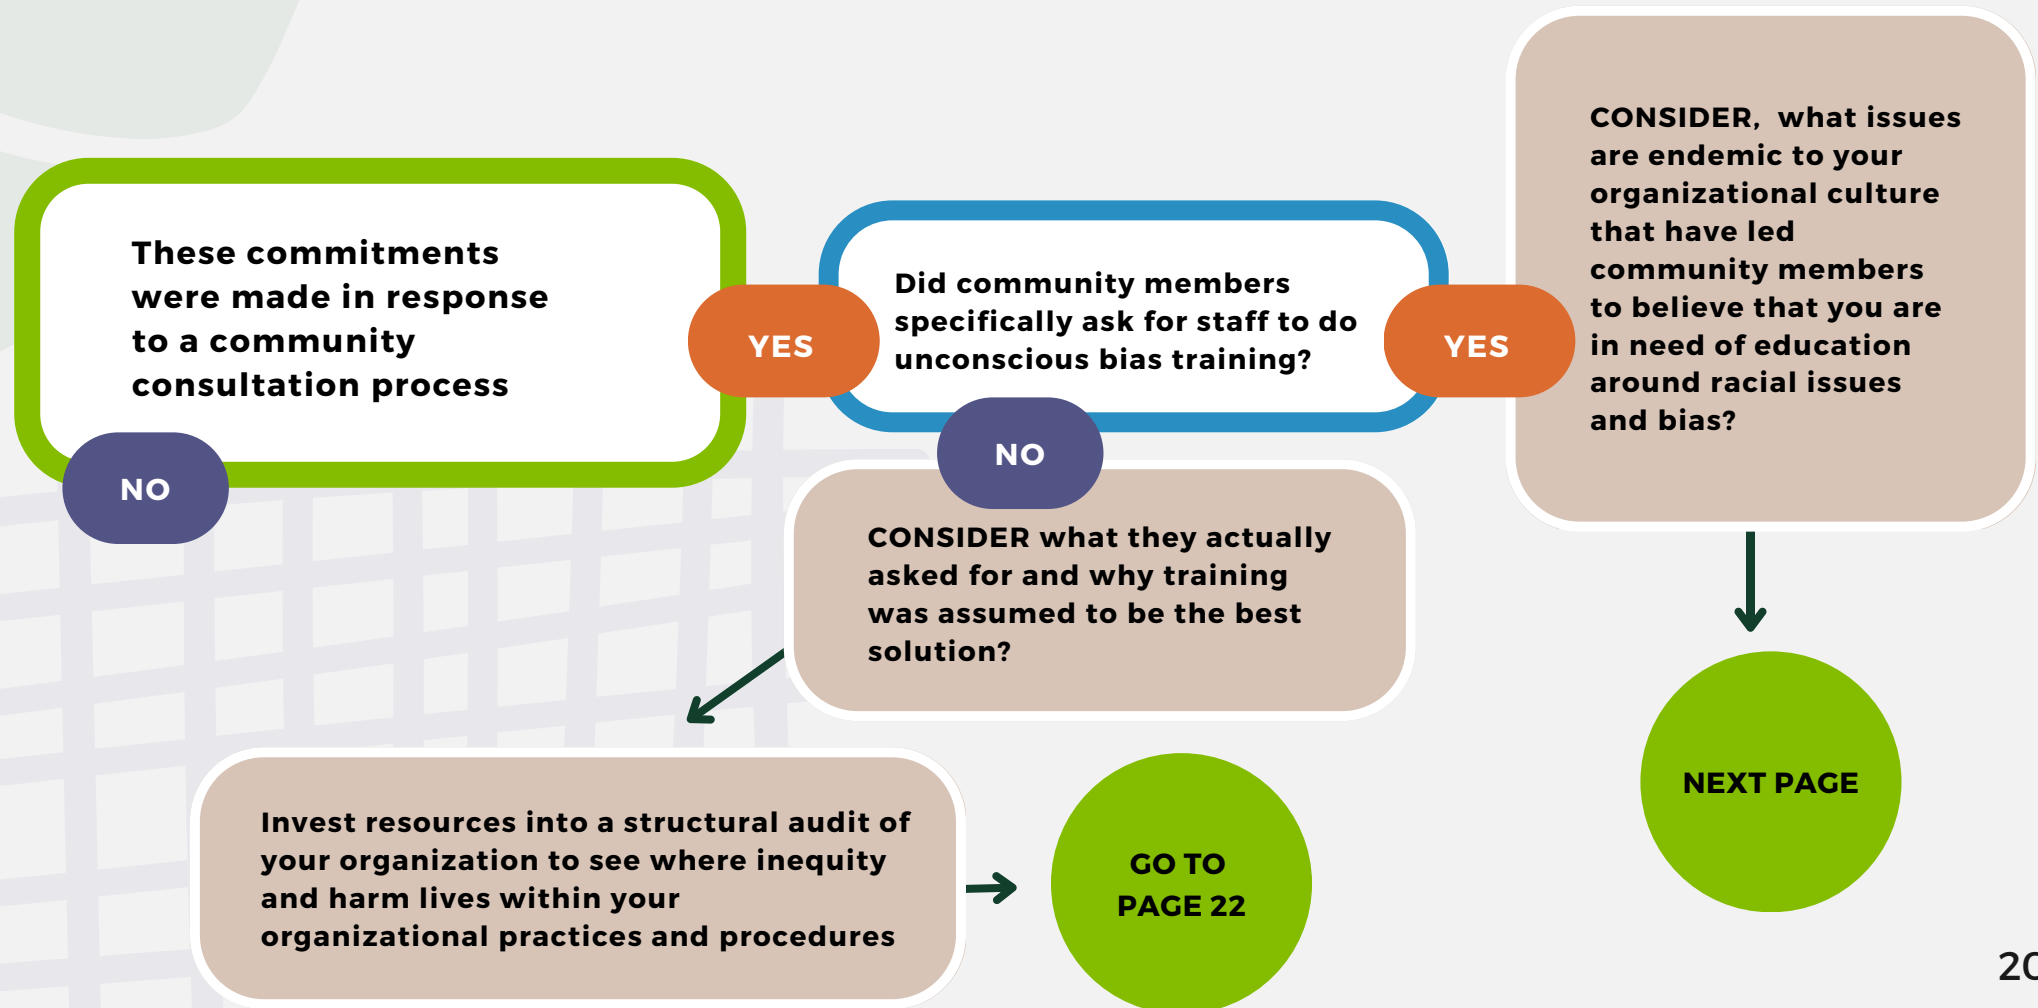 These commitments
were made in response
to a community
consultation process
YES
NO
Did community members
specifically ask for staff to do
unconscious bias training?
YES
NO
CONSIDER, what issues
are endemic to your
organizational culture
that have led
community members
to believe that you are
in need of education
around racial issues
and bias?
CONSIDER what they actually
asked for and why training
was assumed to be the best
solution?
NEXT PAGE
Invest resources into a structural audit of
your organization to see where inequity
and harm lives within your
organizational practices and procedures
GO TO
PAGE 22
20